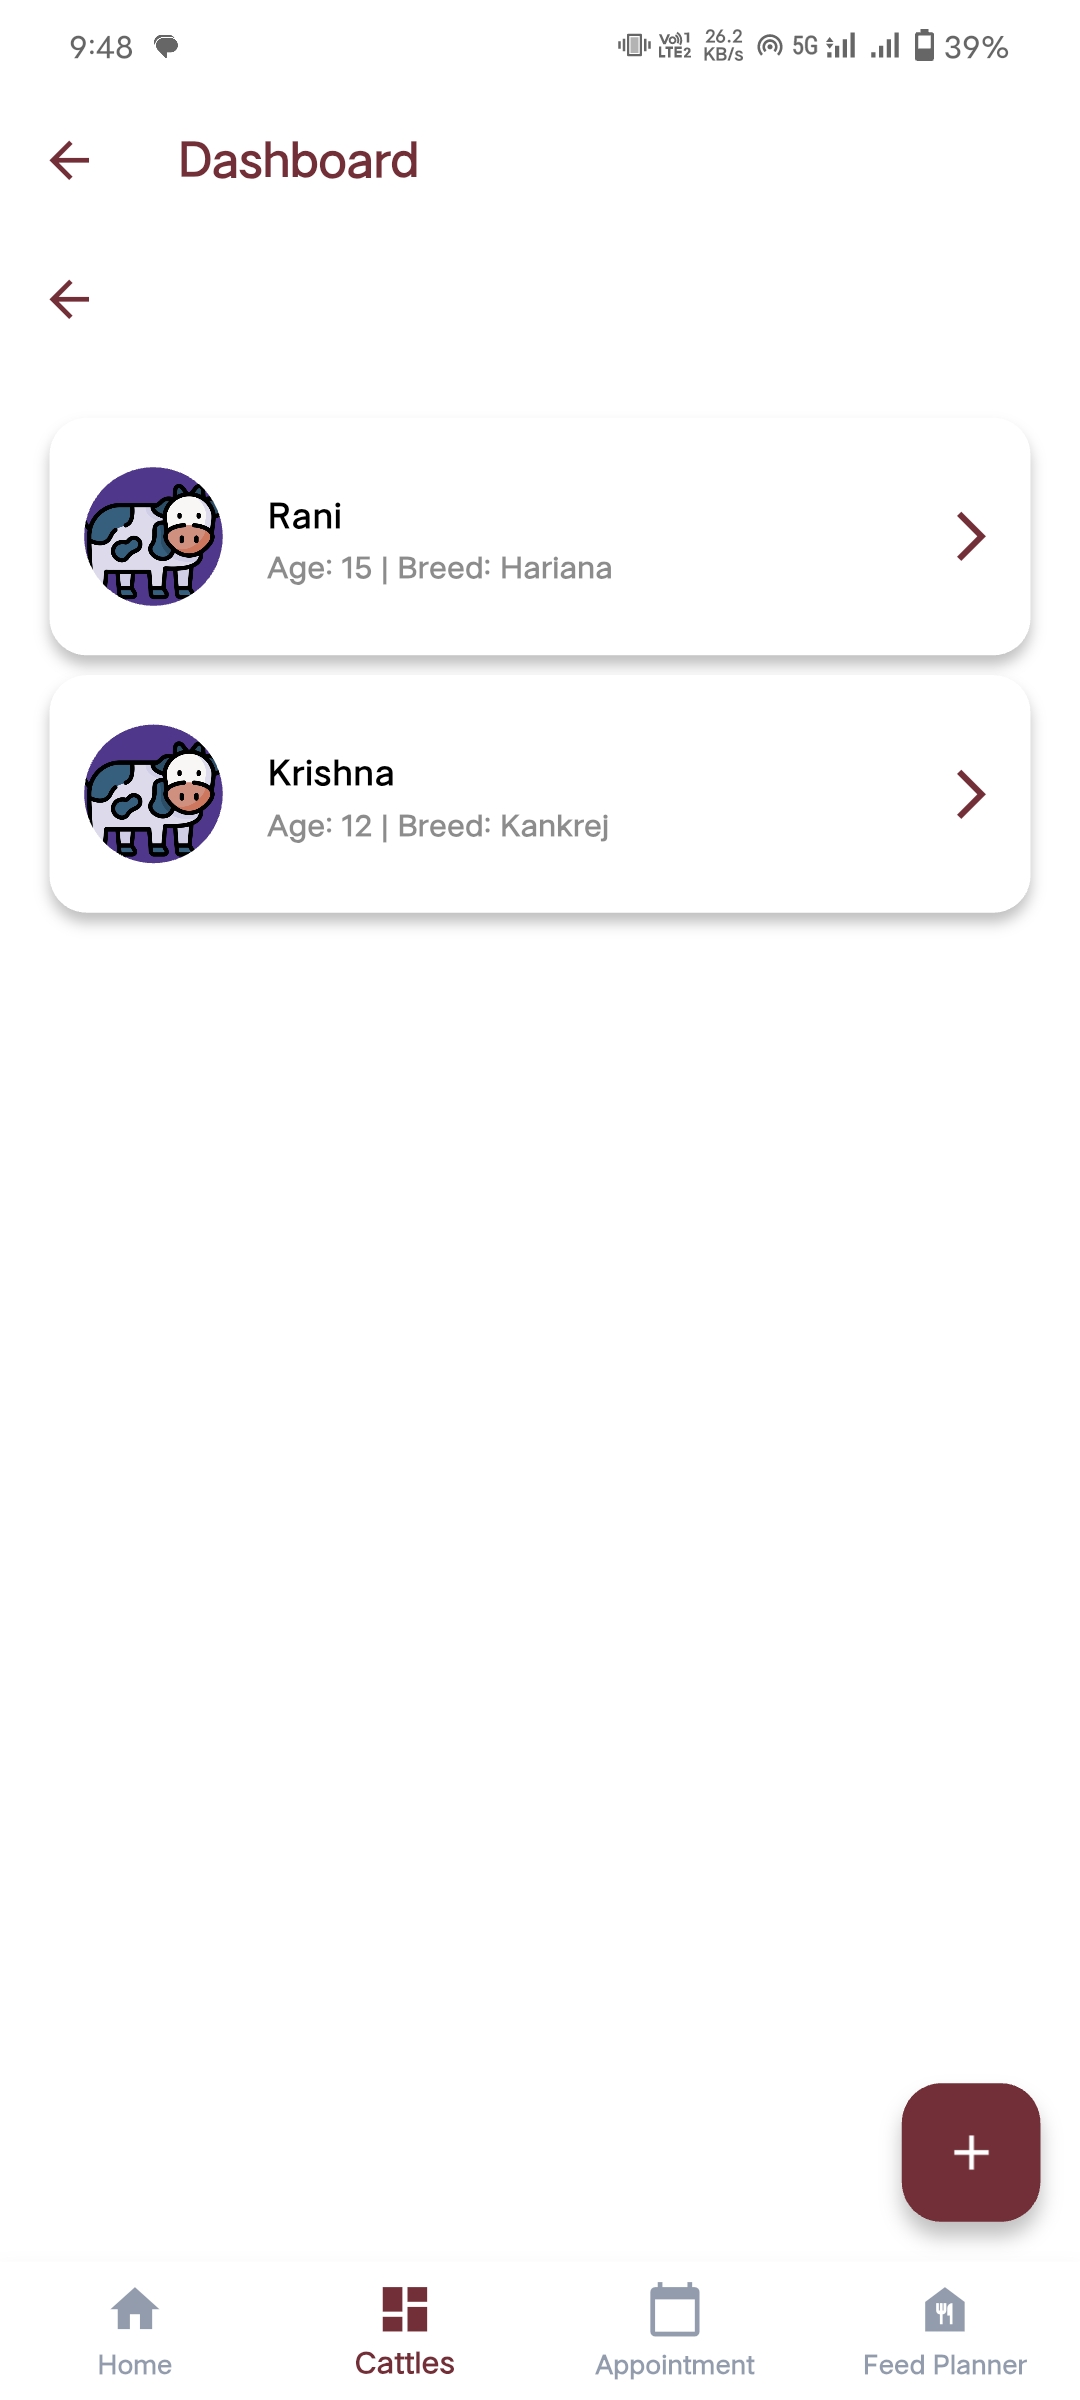 9:48 Vo))1 LTE2 26.2 KB/s 5G 39%
Dashboard
Rani
Age: 15 | Breed: Hariana
Krishna
Age: 12 | Breed: Kankrej
Home Cattles Appointment Feed Planner